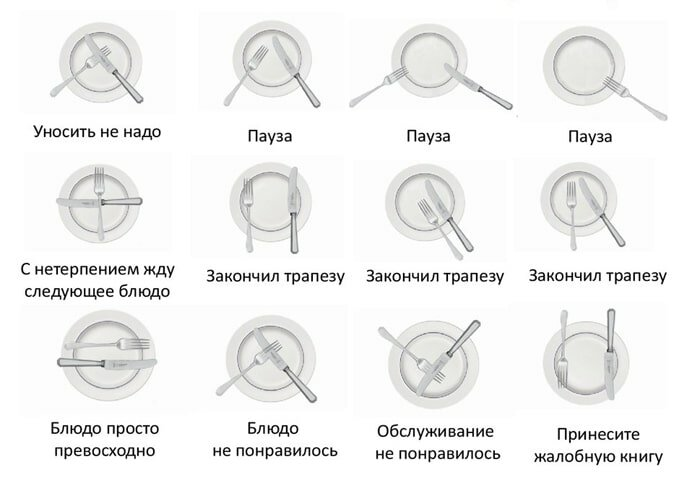 Уносить не надо
Пауза
Пауза
Пауза
С нетерпением жду
следующее блюдо
Закончил трапезу
Закончил трапезу
Закончил трапезу
Блюдо просто
превосходно
Блюдо
не понравилось
Обслуживание
не понравилось
Принесите
жалобную книгу